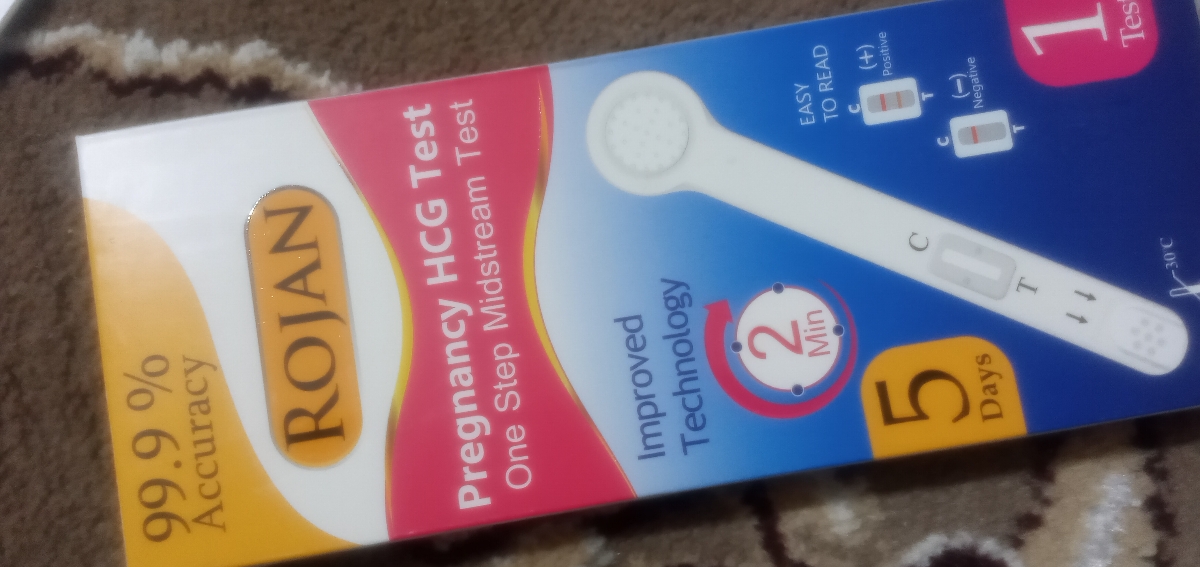 99.9 %
Accuracy
ROJAN
Pregnancy HCG Test
One Step Midstream Test
Improved
Technology
2
Min
5
Days
EASY
TO READ
(+)
Positive
C
T
(−)
Negative
C
T
C
T
1
Test
30°C